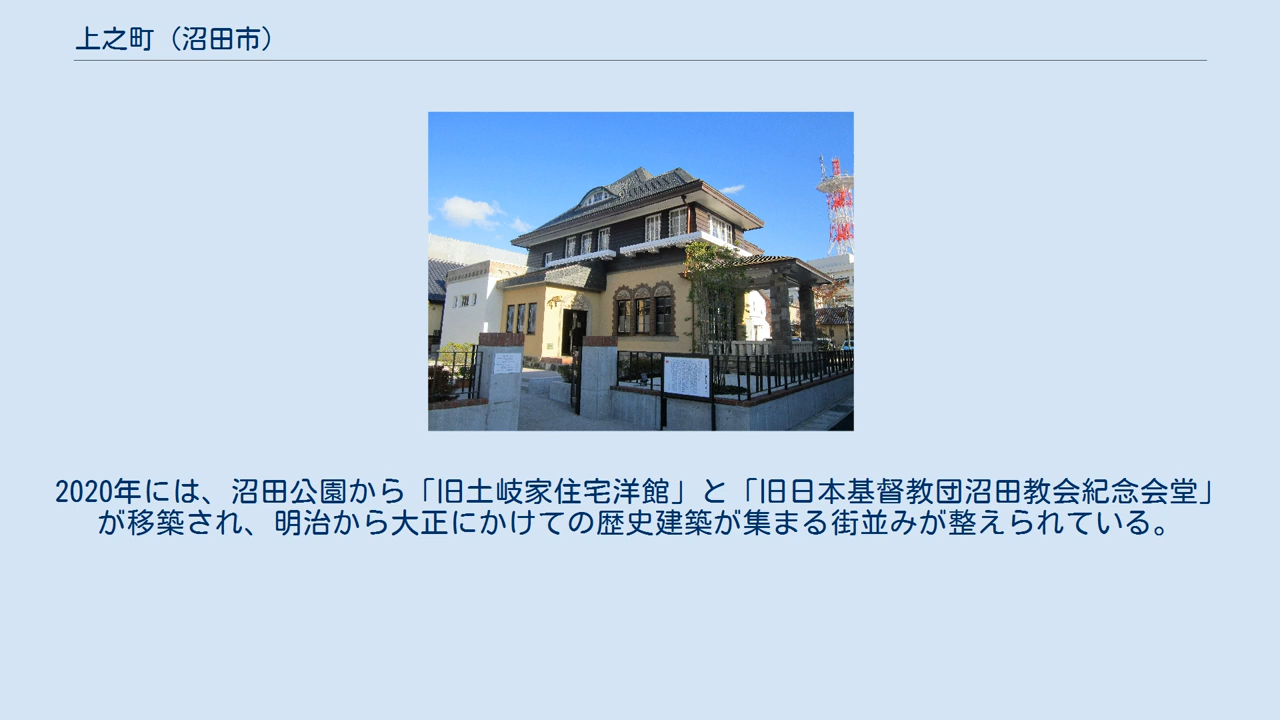 上之町（沼田市）
2020年には、沼田公園から「旧土岐家住宅洋館」と「旧日本基督教団沼田教会紀念会堂」
が移築され、明治から大正にかけての歴史建築が集まる街並みが整えられている。